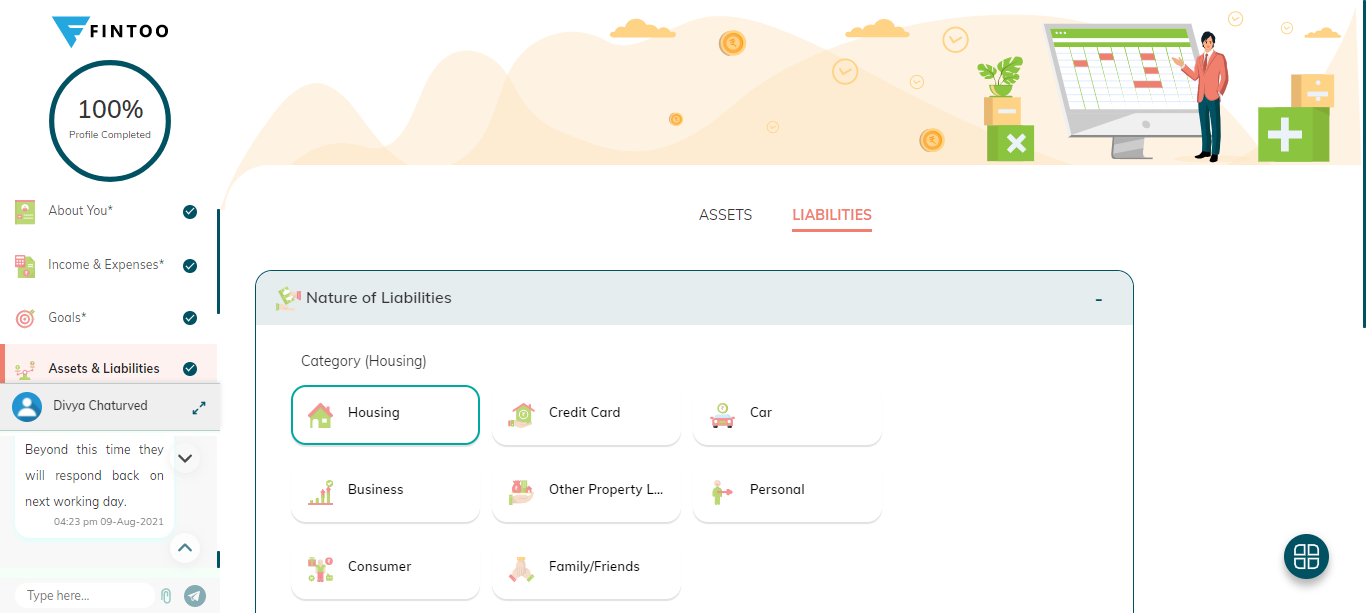 FINTOO
100%
Profile Completed
About You*
Income & Expenses*
Goals*
Assets & Liabilities
Divya Chaturved
Beyond this time they
will respond back on
next working day.
04:23 pm 09-Aug-2021
Type here...
ASSETS
LIABILITIES
Nature of Liabilities
Category (Housing)
Housing
Credit Card
Car
Business
Other Property L...
Personal
Consumer
Family/Friends